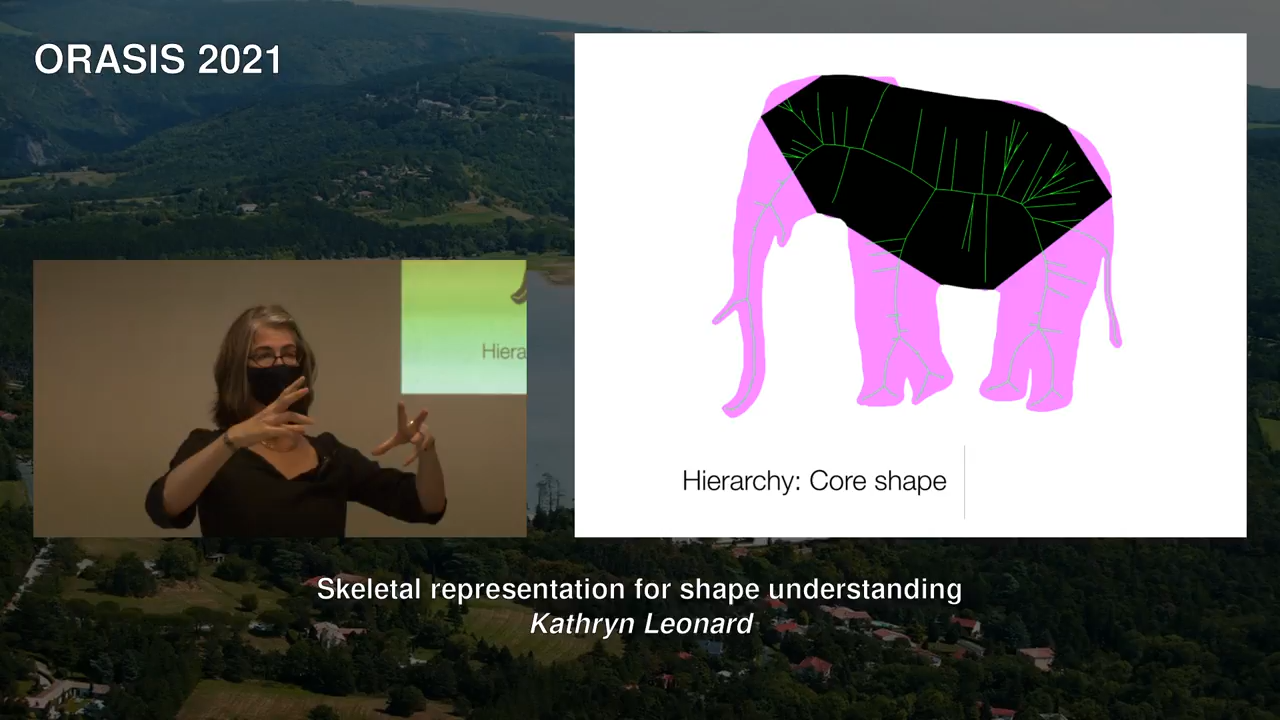 ORASIS 2021
Hiera
Hierarchy: Core shape
Skeletal representation for shape understanding
Kathryn Leonard